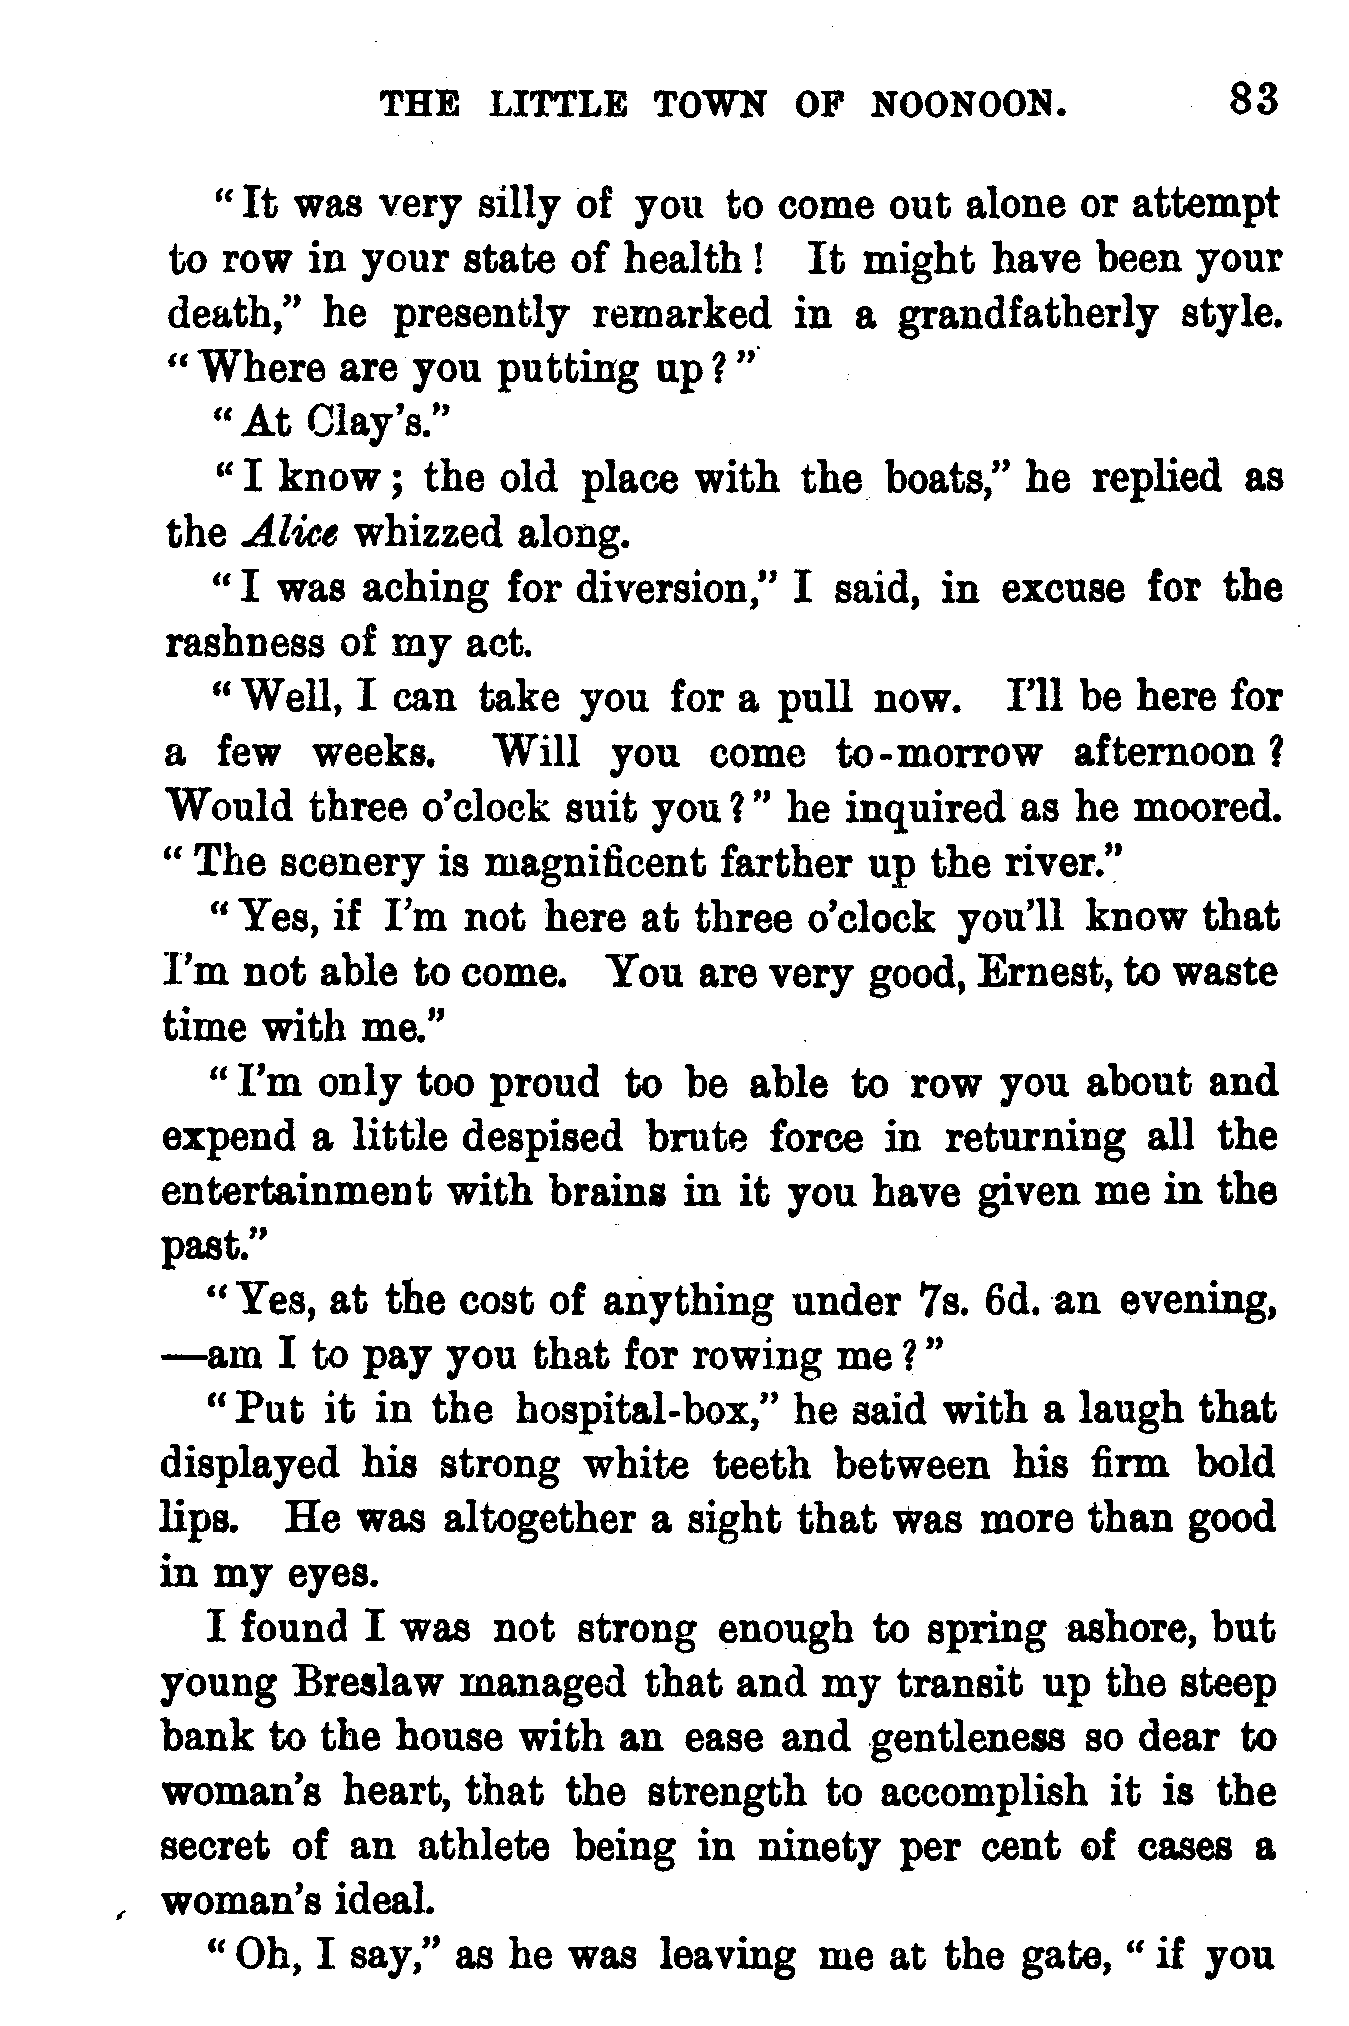 THE LITTLE TOWN OF NOONOON. 83
"It was very silly of you to come out alone or attempt
to row in your state of health! It might have been your
death," he presently remarked in a grandfatherly style.
"Where are you putting up?"
"At Clay's."
"I know; the old place with the boats," he replied as
the Alice whizzed along.
"I was aching for diversion," I said, in excuse for the
rashness of my act.
"Well, I can take you for a pull now. I'll be here for
a few weeks. Will you come to-morrow afternoon?
Would three o'clock suit you?" he inquired as he moored.
"The scenery is magnificent farther up the river."
"Yes, if I'm not here at three o'clock you'll know that
I'm not able to come. You are very good, Ernest, to waste
time with me."
"I'm only too proud to be able to row you about and
expend a little despised brute force in returning all the
entertainment with brains in it you have given me in the
past."
"Yes, at the cost of anything under 7s. 6d. an evening,
—am I to pay you that for rowing me?"
"Put it in the hospital-box," he said with a laugh that
displayed his strong white teeth between his firm bold
lips. He was altogether a sight that was more than good
in my eyes.
I found I was not strong enough to spring ashore, but
young Breslaw managed that and my transit up the steep
bank to the house with an ease and gentleness so dear to
woman's heart, that the strength to accomplish it is the
secret of an athlete being in ninety per cent of cases a
woman's ideal.
"Oh, I say," as he was leaving me at the gate, "if you